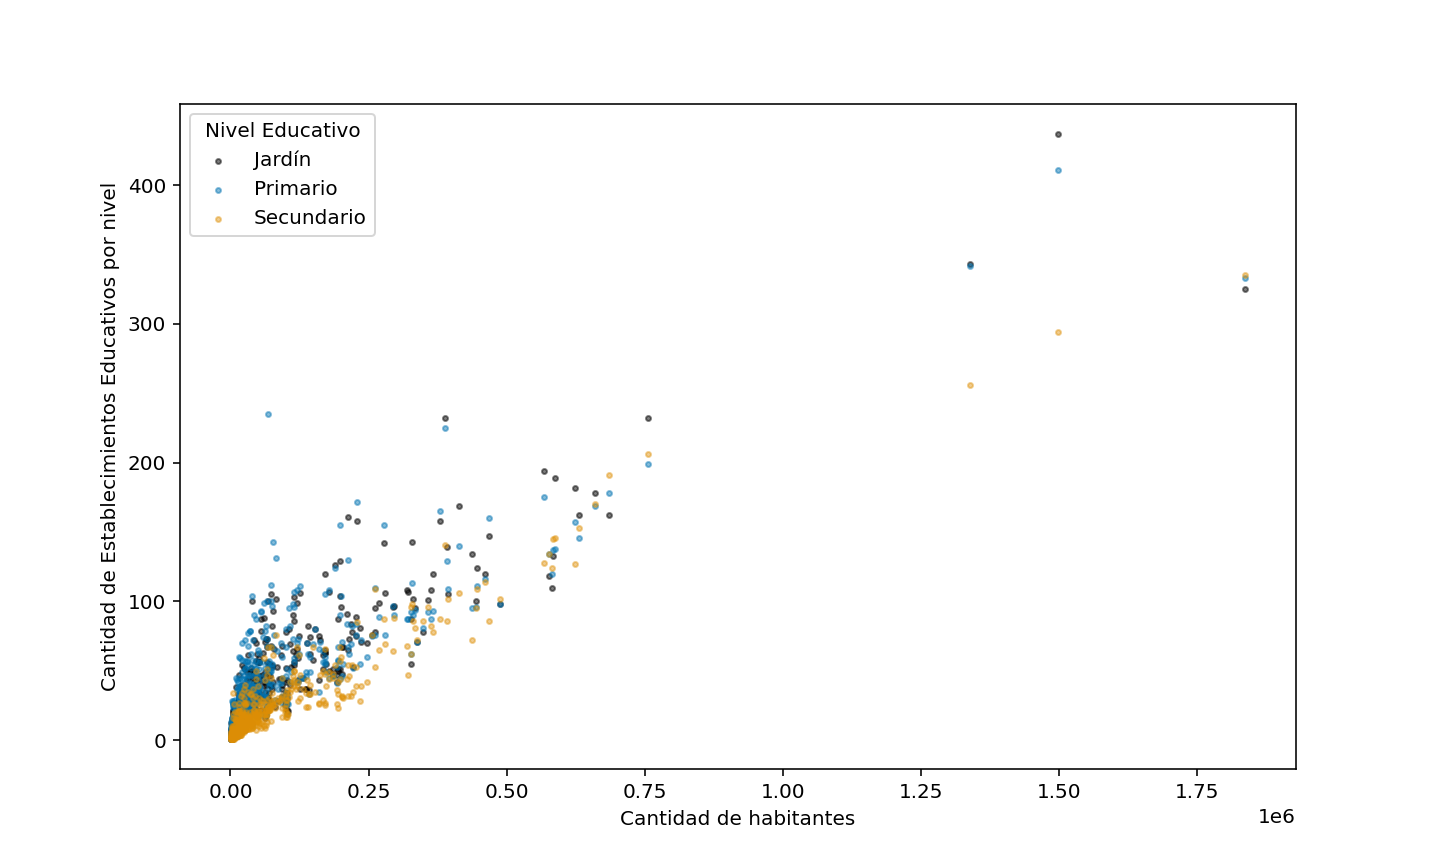 Nivel Educativo
Jardín
Primario
Secundario
Cantidad de Establecimientos Educativos por nivel
400
300
200
100
0
0.00 0.25 0.50 0.75 1.00 1.25 1.50 1.75
1e6
Cantidad de habitantes